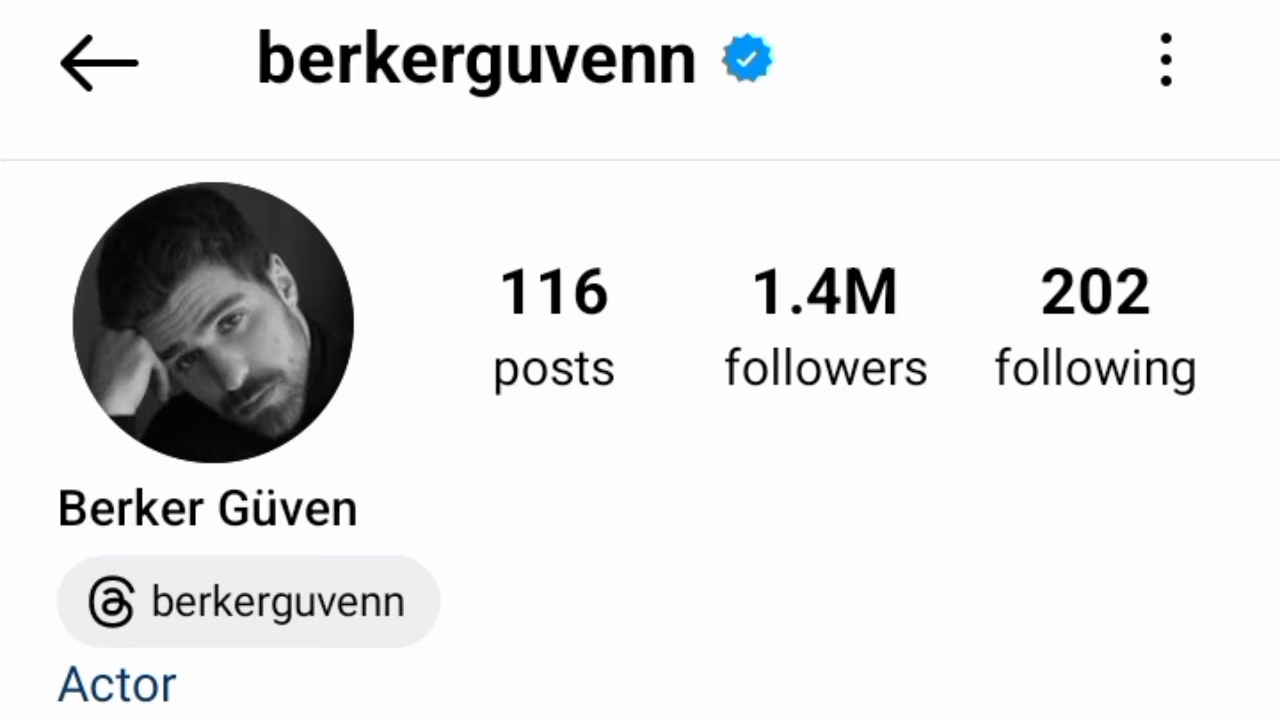 berkerguvenn
116 1.4M 202
posts followers following
Berker Güven
berkerguvenn
Actor